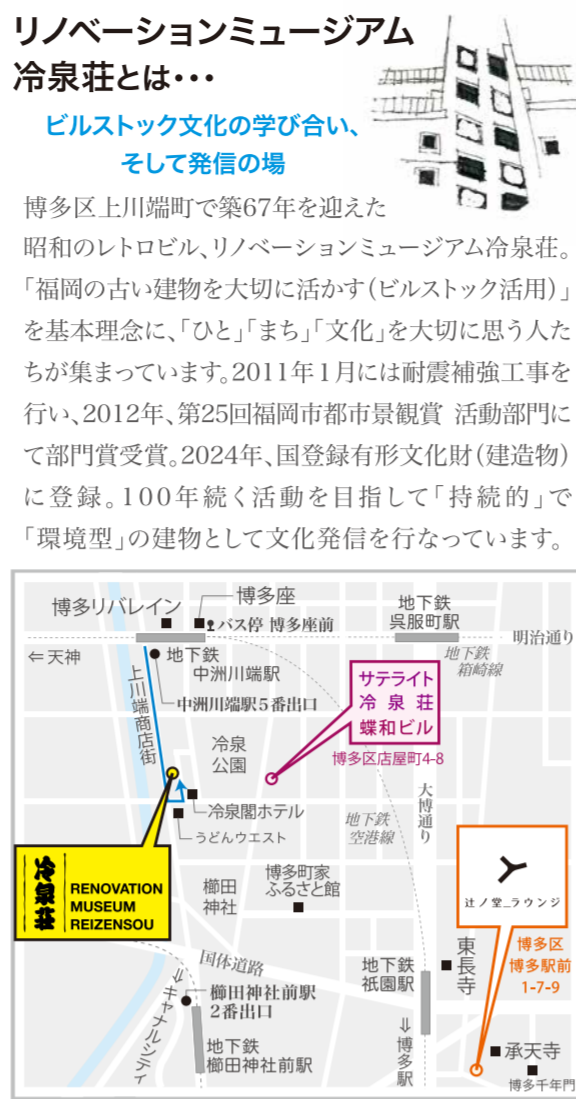 リノベーションミュージアム
冷泉荘とは・・・
ビルストック文化の学び合い、
そして発信の場
博多区上川端町で築67年を迎えた
昭和のレトロビル、リノベーションミュージアム冷泉荘。
「福岡の古い建物を大切に活かす(ビルストック活用)」
を基本理念に、「ひと」「まち」「文化」を大切に思う人た
ちが集まっています。2011年1月には耐震補強工事を
行い、2012年、第25回福岡市都市景観賞 活動部門に
て部門賞受賞。2024年、国登録有形文化財(建造物)
に登録。100年続く活動を目指して「持続的」で
「環境型」の建物として文化発信を行なっています。
博多リバレイン
博多座
バス停 博多座前
地下鉄
呉服町駅
明治通り
←天神
地下鉄
中洲川端駅
地下鉄
箱崎線
中洲川端駅5番出口
上川端商店街
サテライト
冷泉荘
蝶和ビル
博多区店屋町4-8
冷泉
公園
大博通り
冷泉閣ホテル
地下鉄
空港線
うどんウエスト
冷泉荘
RENOVATION
MUSEUM
REIZENSOU
櫛田
神社
博多町家
ふるさと館
辻ノ堂_ラウンジ
博多区
博多駅前
1-7-9
国体道路
地下鉄
祇園駅
東長寺
⇓キャナルシティ
櫛田神社前駅
2番出口
⇓博多駅
地下鉄
櫛田神社前駅
承天寺
博多千年門